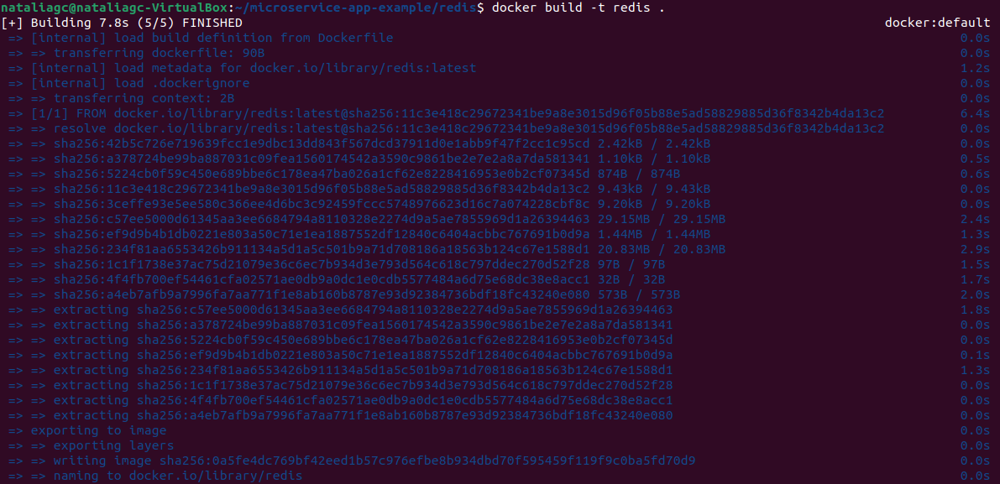 nataliagc@nataliagc-VirtualBox:~/microservice-app-example/redis$ docker build -t redis .
[+] Building 7.8s (5/5) FINISHED docker:default
=> [internal] load build definition from Dockerfile 0.0s
=> => transferring dockerfile: 90B 0.0s
=> [internal] load metadata for docker.io/library/redis:latest 1.2s
=> [internal] load .dockerignore 0.0s
=> => transferring context: 2B 0.0s
=> [1/1] FROM docker.io/library/redis:latest@sha256:11c3e418c29672341be9a8e3015d96f05b88e5ad58829885d36f8342b4da13c2 6.4s
=> => resolve docker.io/library/redis:latest@sha256:11c3e418c29672341be9a8e3015d96f05b88e5ad58829885d36f8342b4da13c2 0.0s
=> => sha256:42b5c726e719639fcc1e9dbc13dd843f567dcd37911d0e1abb9f47f2cc1c95cd 2.42kB / 2.42kB 0.0s
=> => sha256:a378724be99ba887031c09fea1560174542a3590c9861be2e7e2a8a7da581341 1.10kB / 1.10kB 0.5s
=> => sha256:5224cb0f59c450e689bbe6c178ea47ba026a1cf62e8228416953e0b2cf07345d 874B / 874B 0.6s
=> => sha256:11c3e418c29672341be9a8e3015d96f05b88e5ad58829885d36f8342b4da13c2 9.43kB / 9.43kB 0.0s
=> => sha256:3ceffe93e5ee580c366ee4d6bc3c92459fccc5748976623d16c7a074228cbf8c 9.20kB / 9.20kB 0.0s
=> => sha256:c57ee5000d61345aa3ee6684794a8110328e2274d9a5ae7855969d1a26394463 29.15MB / 29.15MB 2.4s
=> => sha256:ef9d9b4b1db0221e803a50c71e1ea1887552df12840c6404acbbc767691b0d9a 1.44MB / 1.44MB 1.3s
=> => sha256:234f81aa6553426b911134a5d1a5c501b9a71d708186a18563b124c67e1588d1 20.83MB / 20.83MB 2.9s
=> => sha256:1c1f1738e37ac75d21079e36c6ec7b934d3e793d564c618c797ddec270d52f28 97B / 97B 1.5s
=> => sha256:4f4fb700ef54461cfa02571ae0db9a0dc1e0cdb5577484a6d75e68dc38e8acc1 32B / 32B 1.7s
=> => sha256:a4eb7afb9a7996fa7aa771f1e8ab160b8787e93d92384736bdf18fc43240e080 573B / 573B 2.0s
=> => extracting sha256:c57ee5000d61345aa3ee6684794a8110328e2274d9a5ae7855969d1a26394463 1.8s
=> => extracting sha256:a378724be99ba887031c09fea1560174542a3590c9861be2e7e2a8a7da581341 0.0s
=> => extracting sha256:5224cb0f59c450e689bbe6c178ea47ba026a1cf62e8228416953e0b2cf07345d 0.0s
=> => extracting sha256:ef9d9b4b1db0221e803a50c71e1ea1887552df12840c6404acbbc767691b0d9a 0.1s
=> => extracting sha256:234f81aa6553426b911134a5d1a5c501b9a71d708186a18563b124c67e1588d1 1.3s
=> => extracting sha256:1c1f1738e37ac75d21079e36c6ec7b934d3e793d564c618c797ddec270d52f28 0.0s
=> => extracting sha256:4f4fb700ef54461cfa02571ae0db9a0dc1e0cdb5577484a6d75e68dc38e8acc1 0.0s
=> => extracting sha256:a4eb7afb9a7996fa7aa771f1e8ab160b8787e93d92384736bdf18fc43240e080 0.0s
=> exporting to image 0.0s
=> => exporting layers 0.0s
=> => writing image sha256:0a5fe4dc769bf42eed1b57c976efbe8b934dbd70f595459f119f9c0ba5fd70d9 0.0s
=> => naming to docker.io/library/redis 0.0s